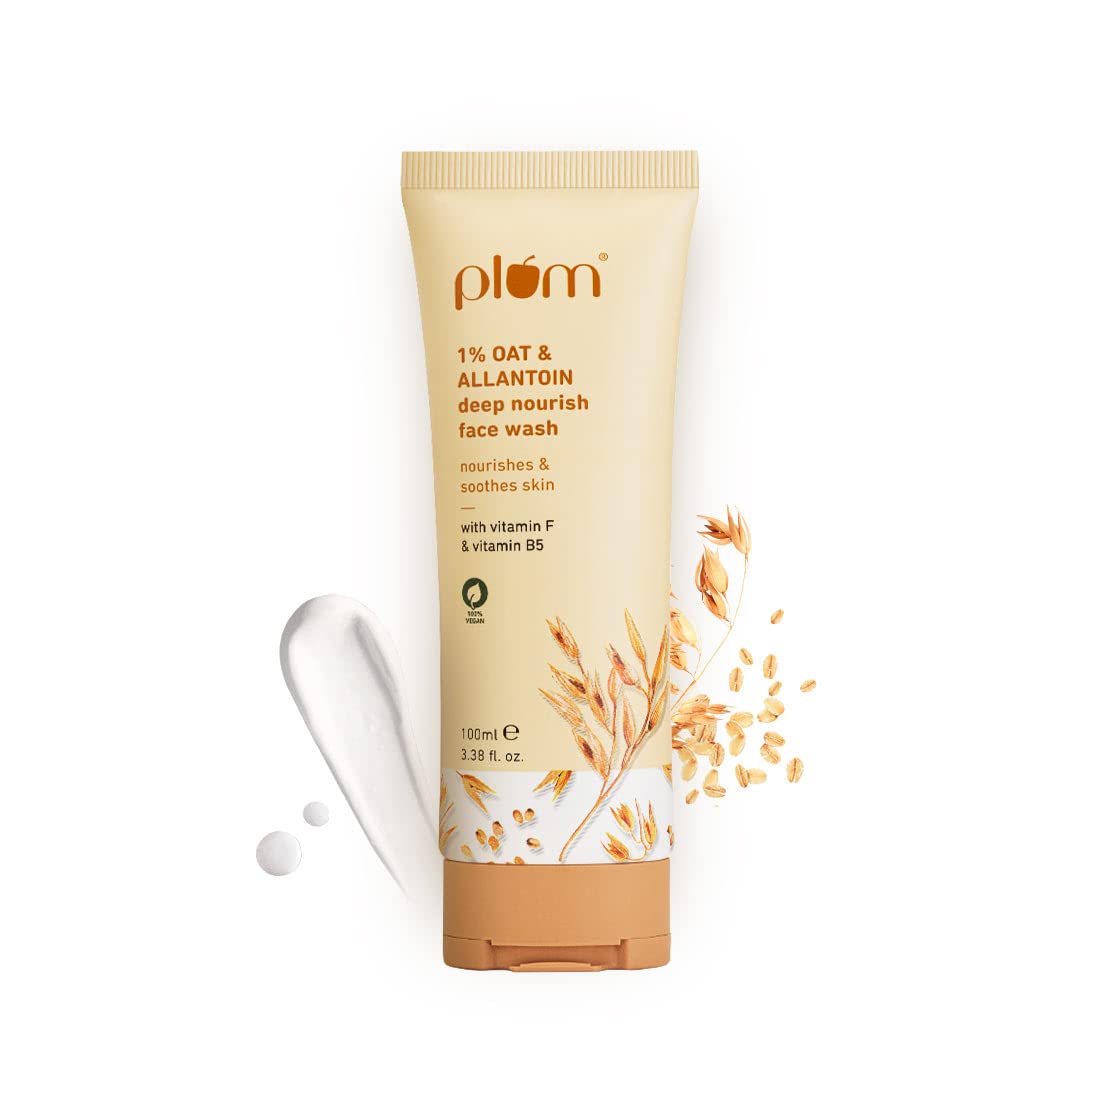 plum®
1% OAT &
ALLANTOIN
deep nourish
face wash
nourishes &
soothes skin
with vitamin F
& vitamin B5
100%
VEGAN
100ml ℮
3.38 fl. oz.